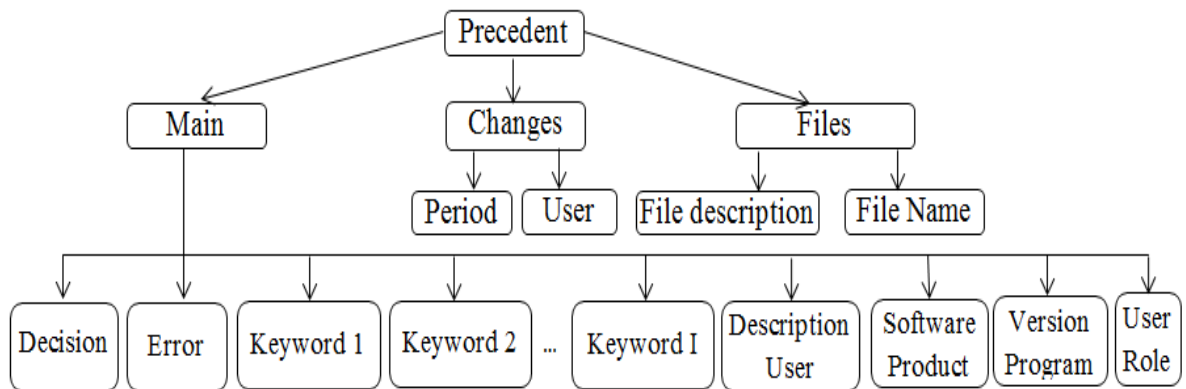 Precedent
Main
Changes
Files
Period
User
File description
File Name
Decision
Error
Keyword 1
Keyword 2
...
Keyword I
Description
User
Software
Product
Version
Program
User
Role